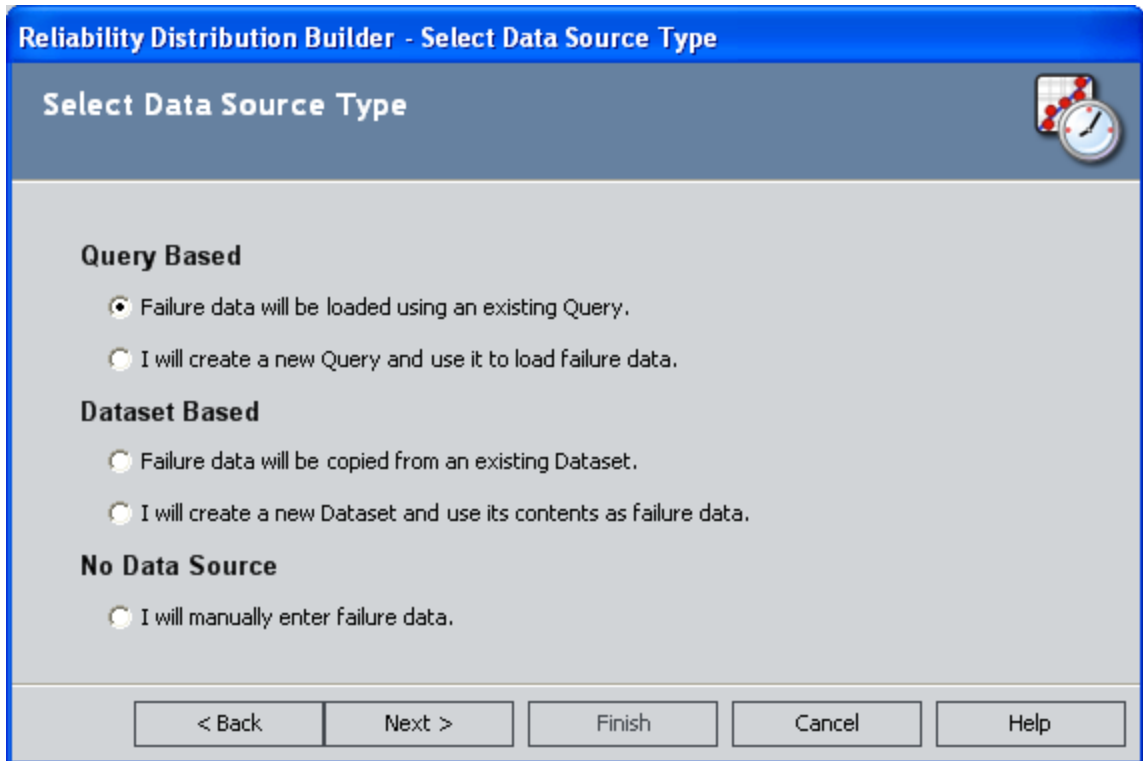 Reliability Distribution Builder - Select Data Source Type
Select Data Source Type
Query Based
Failure data will be loaded using an existing Query.
I will create a new Query and use it to load failure data.
Dataset Based
Failure data will be copied from an existing Dataset.
I will create a new Dataset and use its contents as failure data.
No Data Source
I will manually enter failure data.
< Back Next > Finish Cancel Help